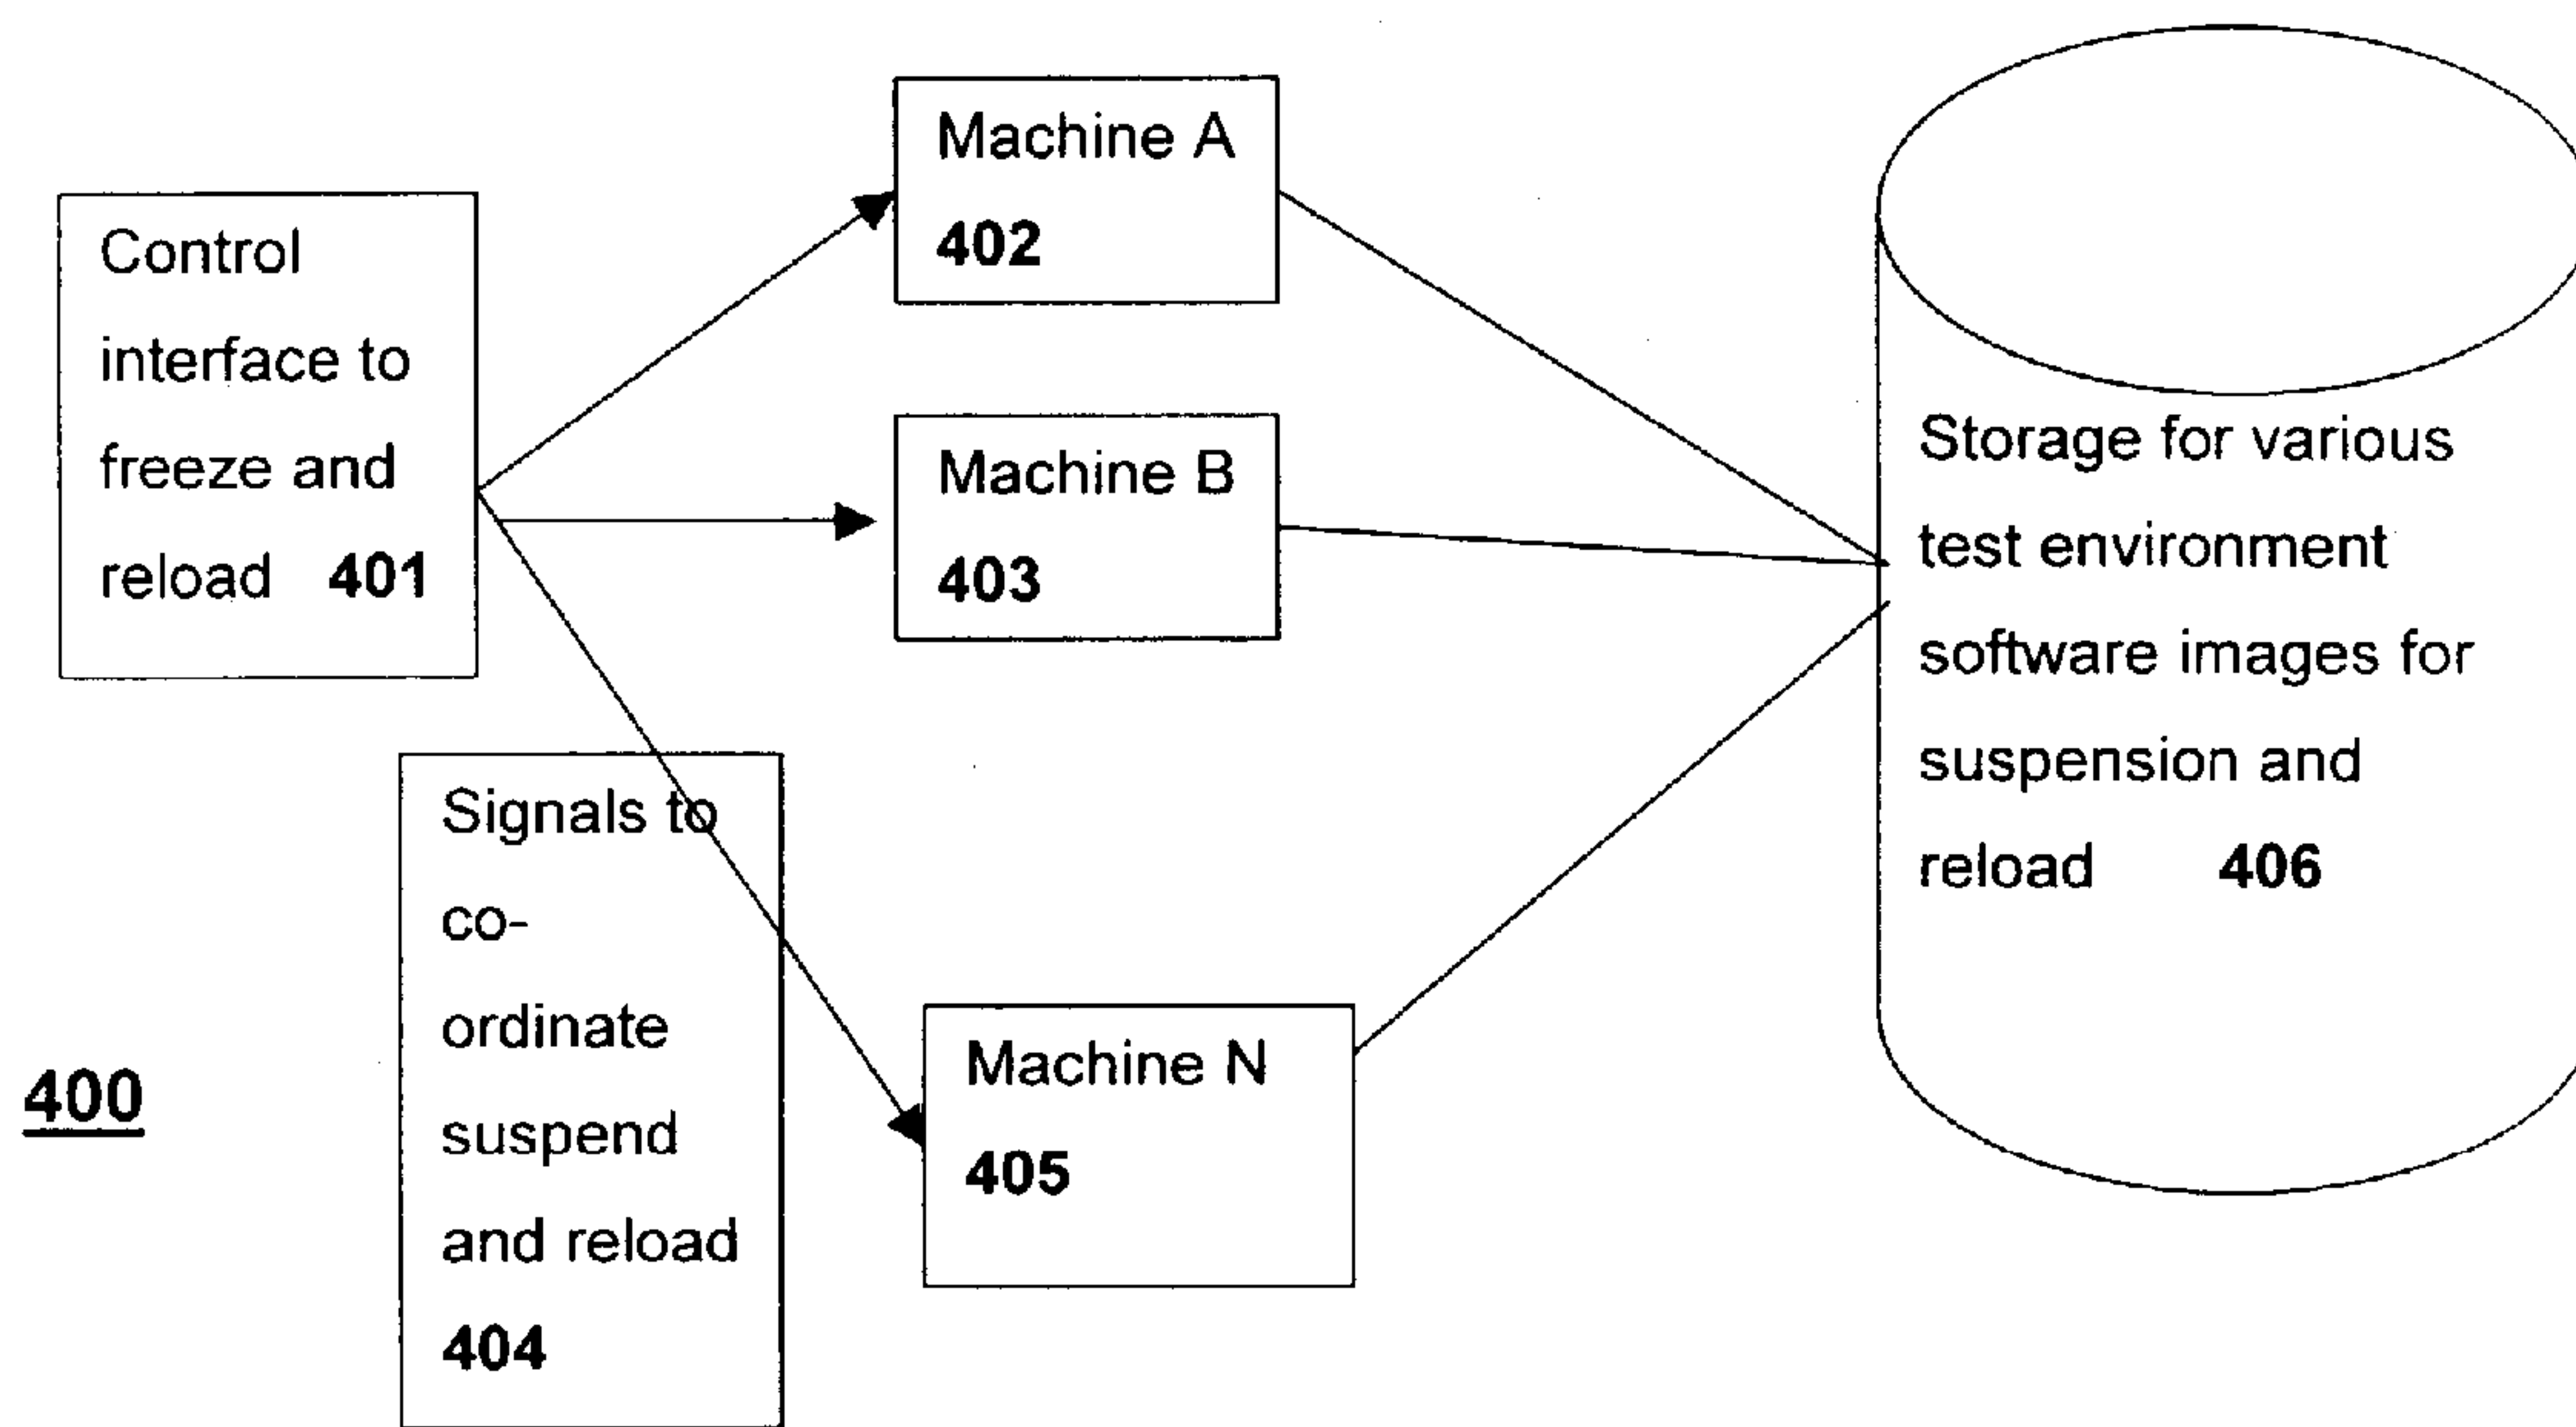 Control
interface to
freeze and
reload 401
Machine A
402
Machine B
403
Signals to
co-
ordinate
suspend
and reload
404
Machine N
405
Storage for various
test environment
software images for
suspension and
reload 406
400